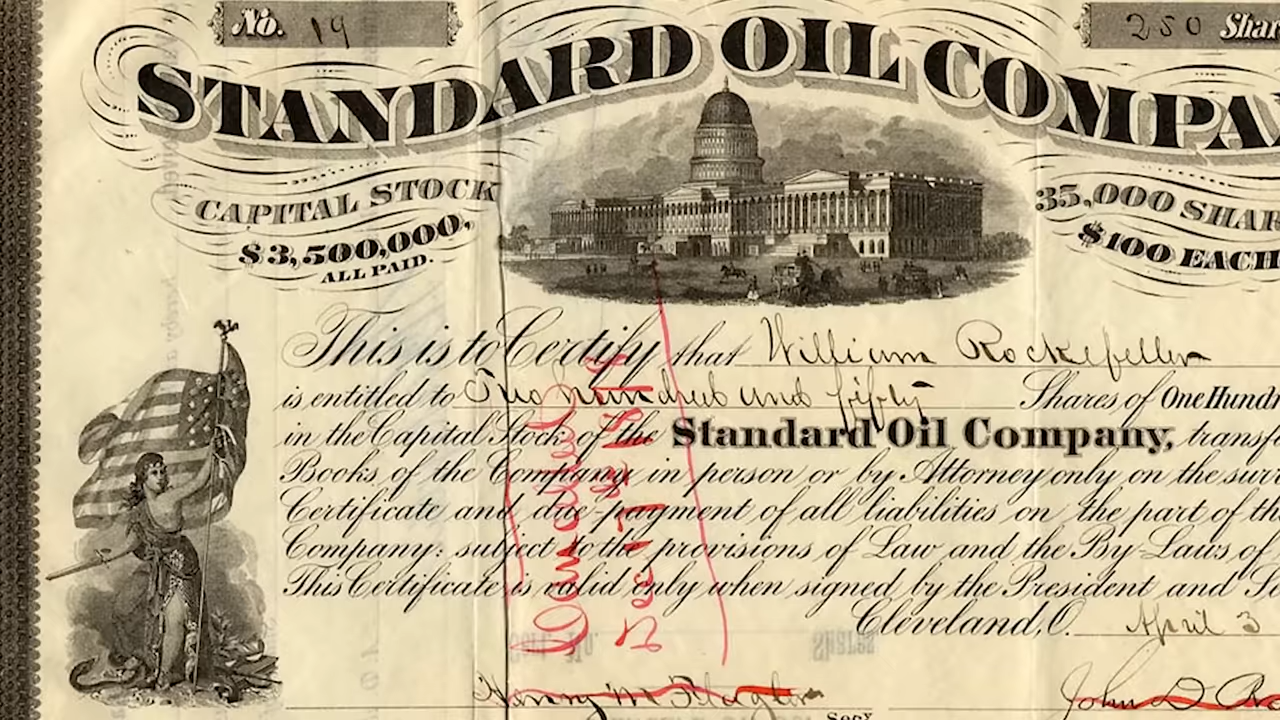 No. 19
250 Shar
STANDARD OIL COMPA
CAPITAL STOCK
$3,500,000,
ALL PAID.
35,000 SHAR
$100 EACH
This is to Certify that William Rockefeller
is entitled to Two hundred and fifty Shares of One Hundr
in the Capital Stock of the Standard Oil Company, transf
Books of the Company in person or by Attorney only on the surr
Certificate and due payment of all liabilities on the part of th
Company: subject to the provisions of Law and the By-Laws of
This Certificate is valid only when signed by the President and Se
Cleveland, O. April 3
Cancelled
Dec 17
Henry M Flagler
John D Ro
Secy